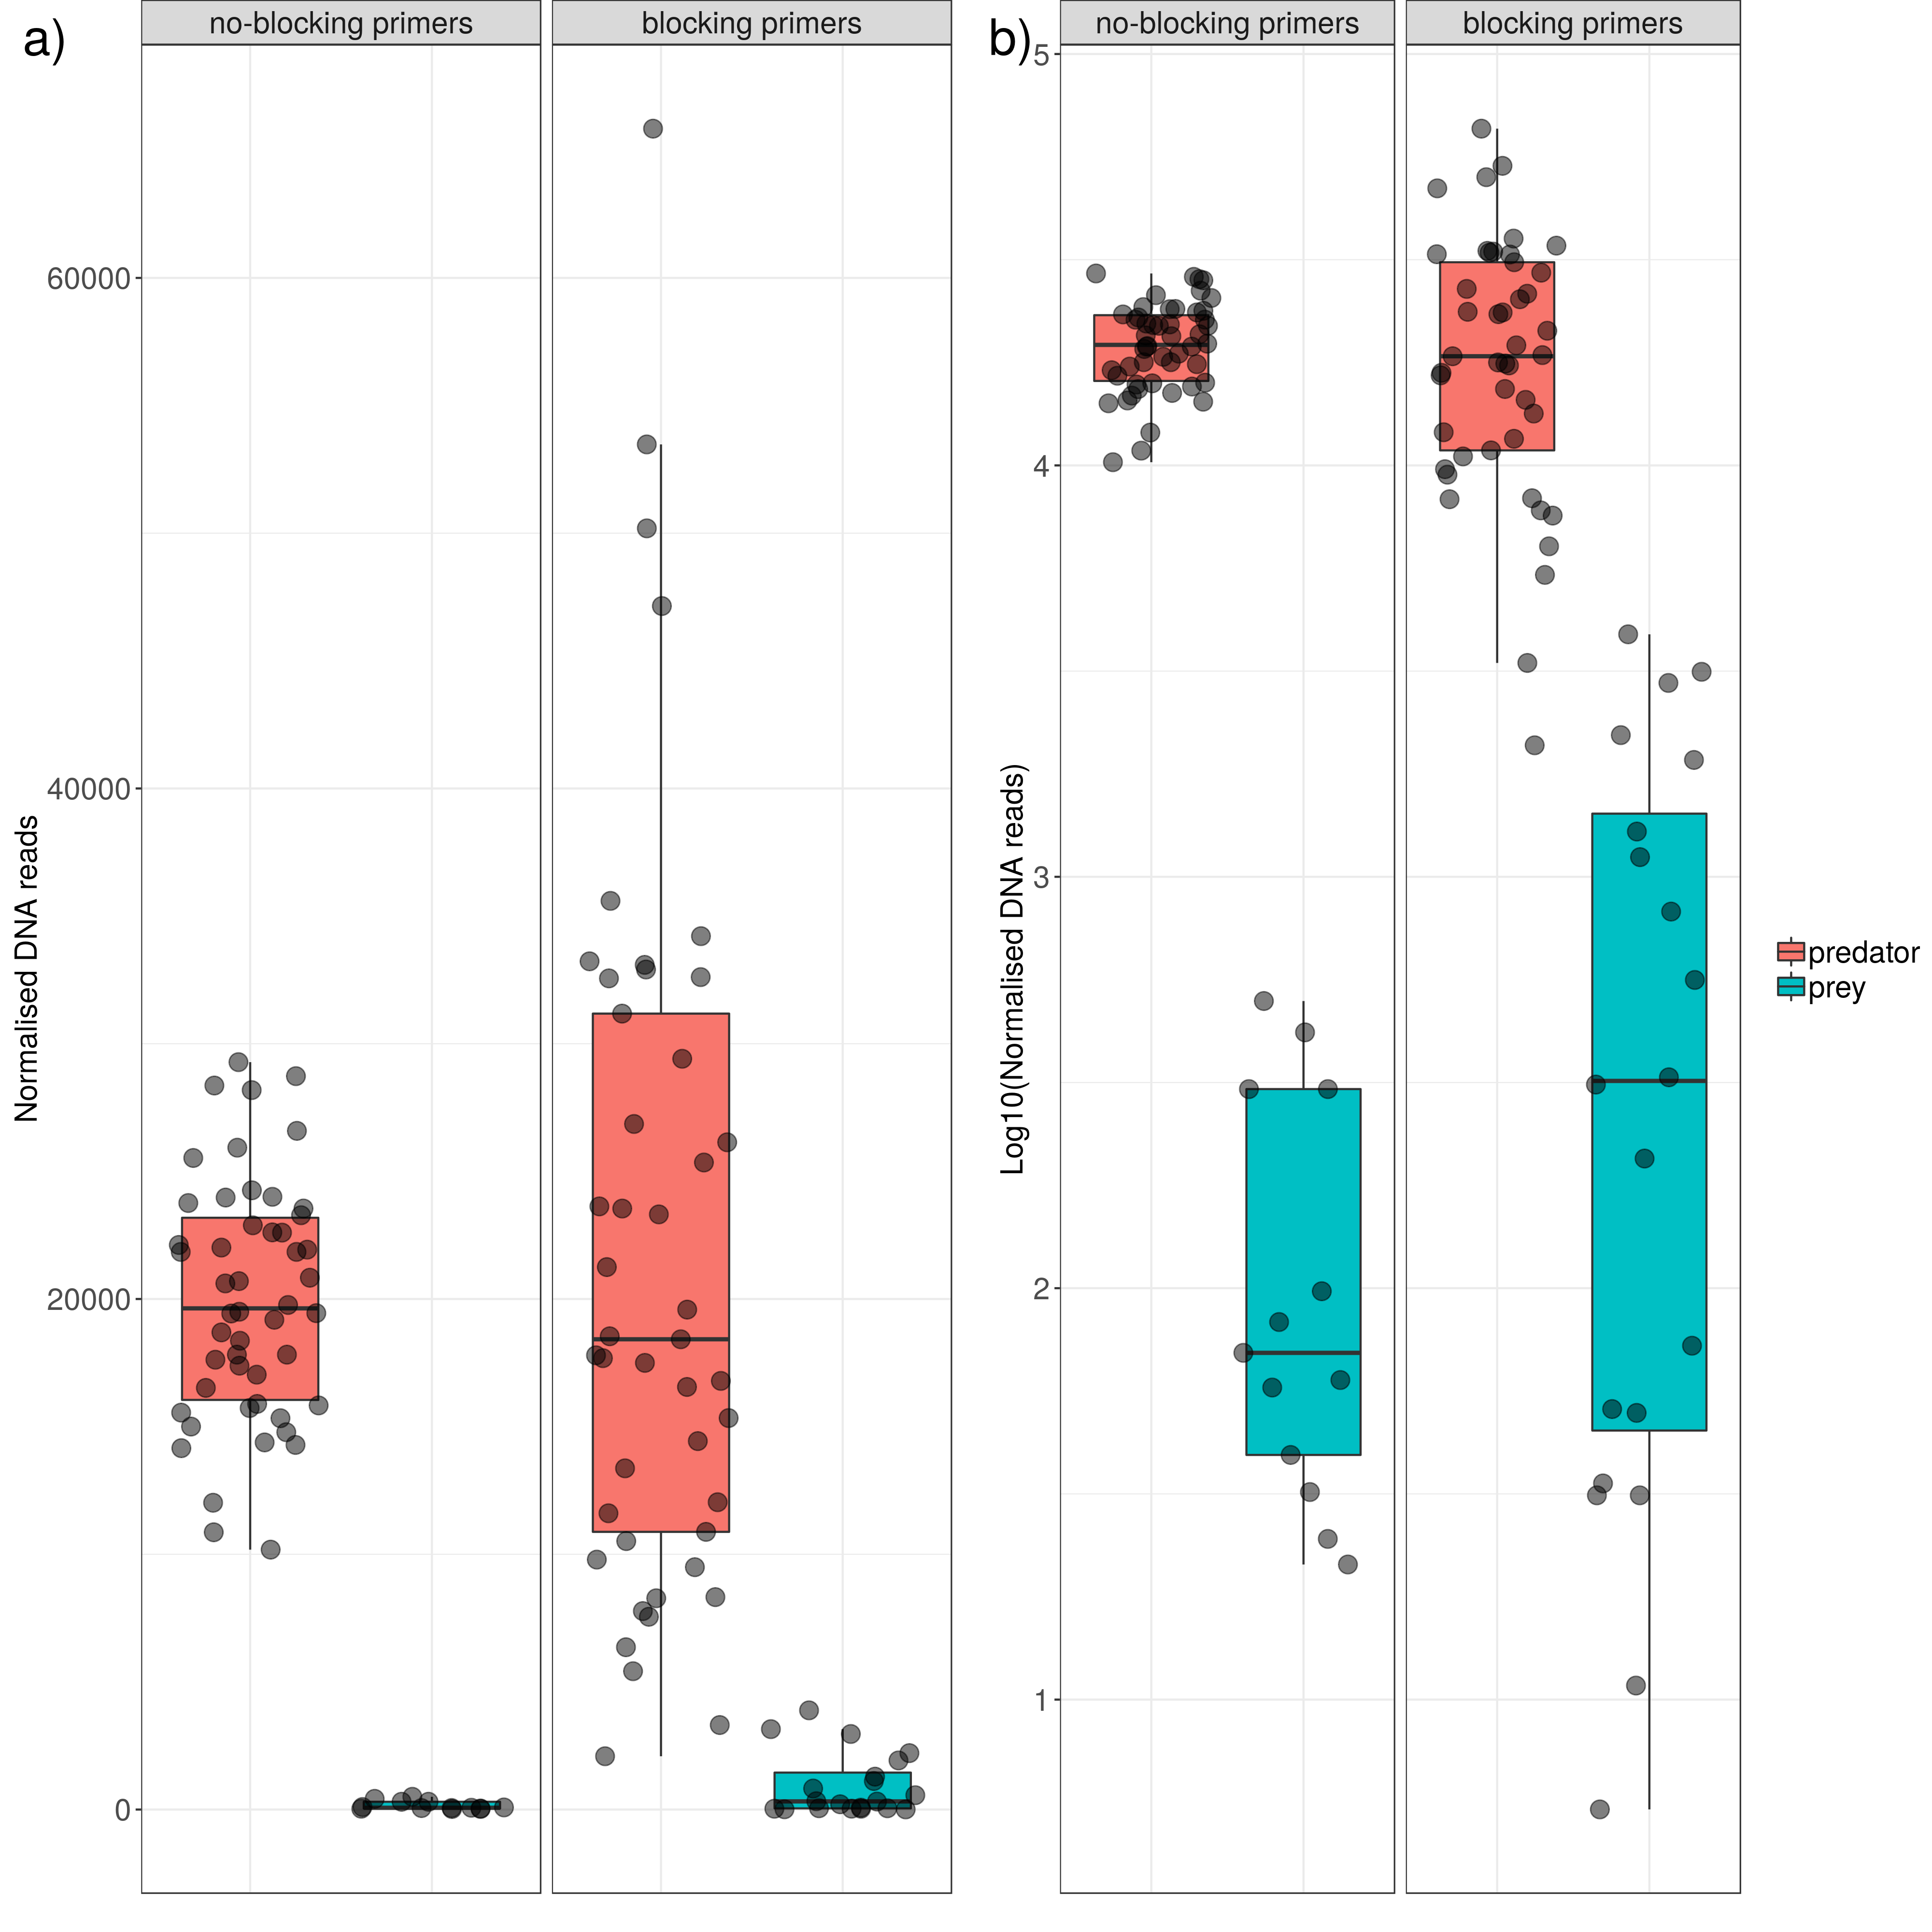 a)
no-blocking primers
blocking primers
60000
40000
20000
0
Normalised DNA reads
b)
no-blocking primers
blocking primers
5
4
3
2
1
Log10(Normalised DNA reads)
predator
prey